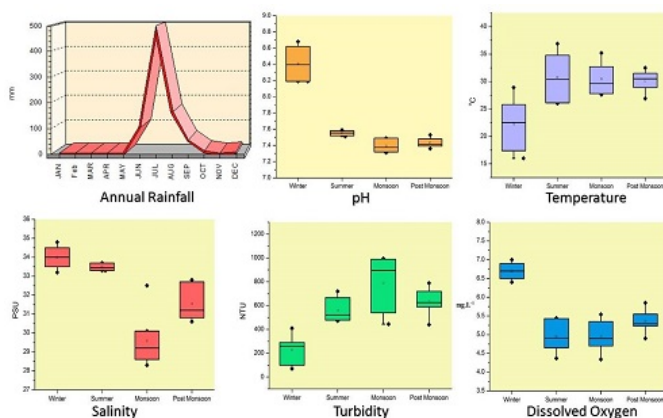 500
400
300
200
100
0
mm
JAN
Feb
MAR
APR
MAY
JUN
JUL
AUG
SEP
OCT
NOV
DEC
Annual Rainfall
9.0
8.8
8.6
8.4
8.2
8.0
7.8
7.6
7.4
7.2
7.0
Winter
Summer
Monsoon
Post Monsoon
pH
°C
40
35
30
25
20
15
Winter
Summer
Monsoon
Post Monsoon
Temperature
PSU
36
35
34
33
32
31
30
29
28
27
Winter
Summer
Monsoon
Post Monsoon
Salinity
NTU
1200
1000
800
600
400
200
0
Winter
Summer
Monsoon
Post Monsoon
Turbidity
mg.L⁻¹
8.0
7.5
7.0
6.5
6.0
5.5
5.0
4.5
4.0
Winter
Summer
Monsoon
Post Monsoon
Dissolved Oxygen